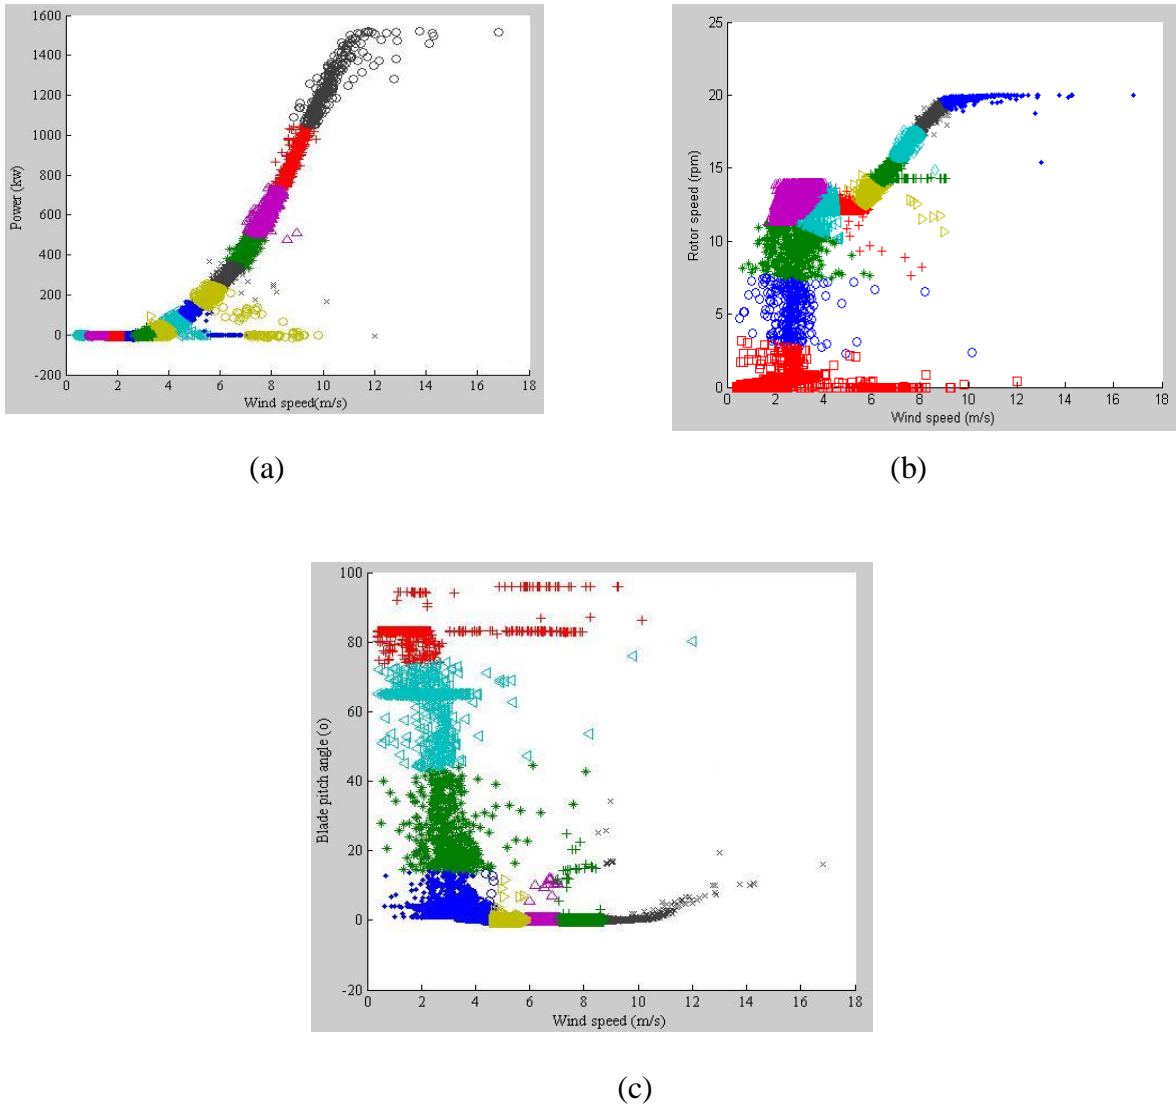 1600
1400
1200
1000
800
600
400
200
0
-200
Power (kw)
0 2 4 6 8 10 12 14 16 18
Wind speed(m/s)
(a)
25
20
15
10
5
0
Rotor speed (rpm)
0 2 4 6 8 10 12 14 16 18
Wind speed (m/s)
(b)
100
80
60
40
20
0
-20
Blade pitch angle (o)
0 2 4 6 8 10 12 14 16 18
Wind speed (m/s)
(c)